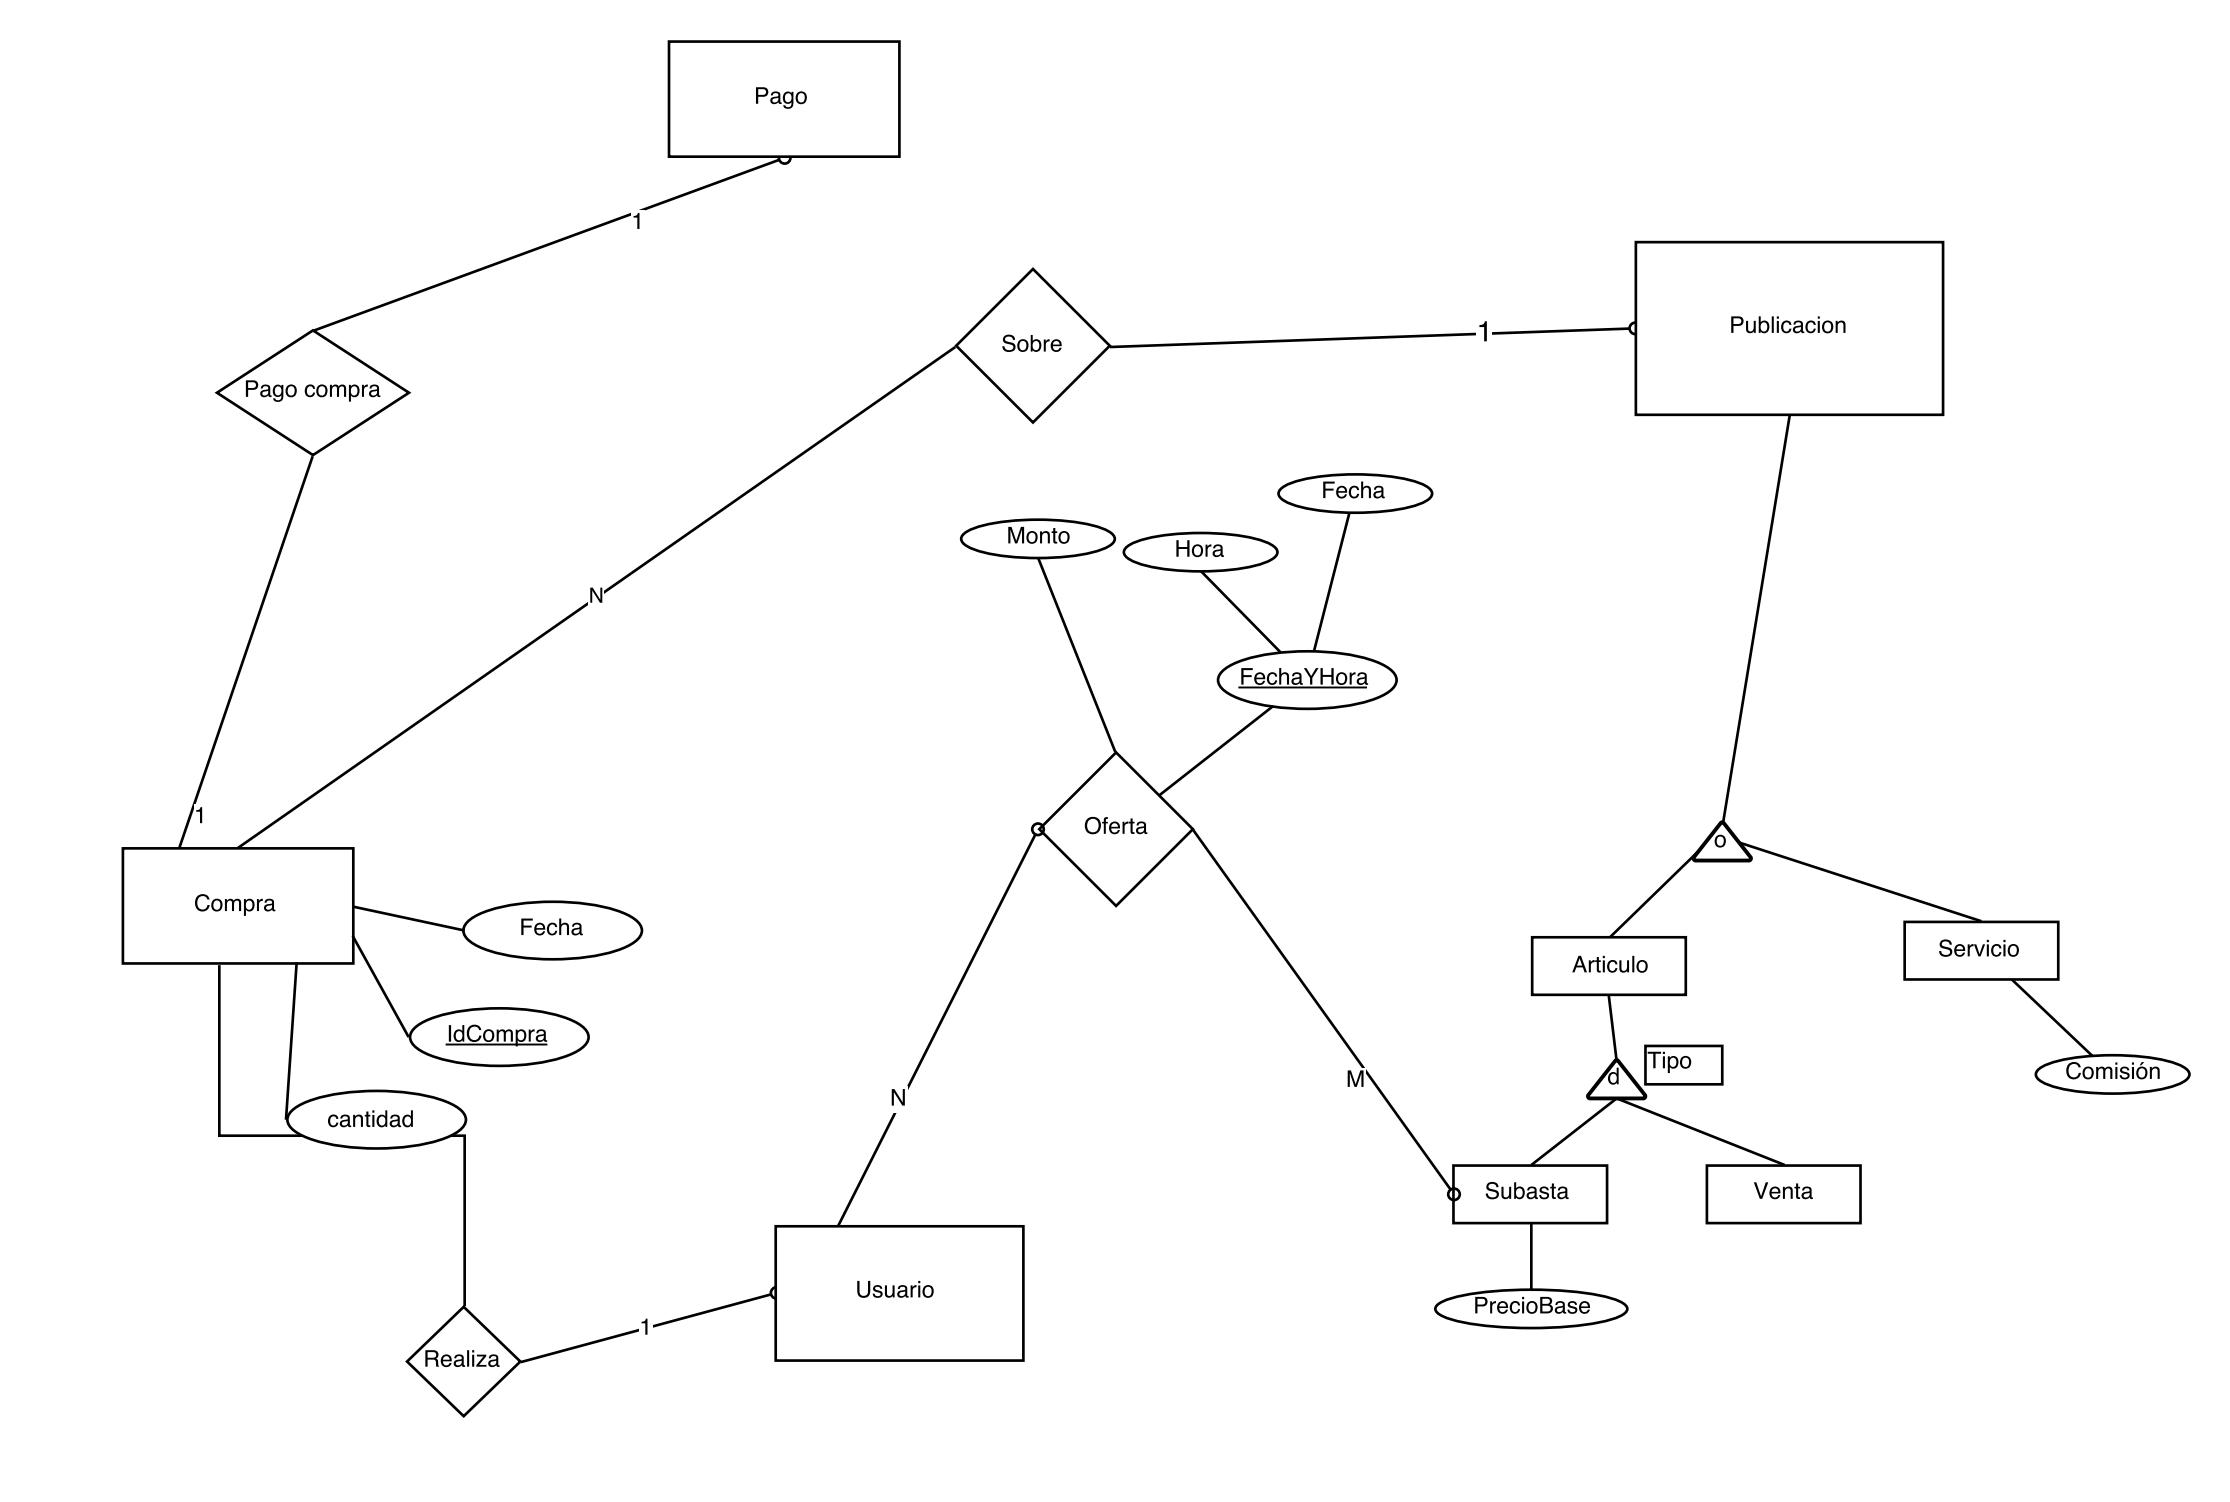 Pago
1
Publicacion
1
Sobre
Pago compra
Fecha
Monto
Hora
N
FechaYHora
1
Oferta
o
Compra
Fecha
Servicio
Articulo
IdCompra
Tipo
Comisión
d
M
N
cantidad
Subasta
Venta
Usuario
PrecioBase
1
Realiza